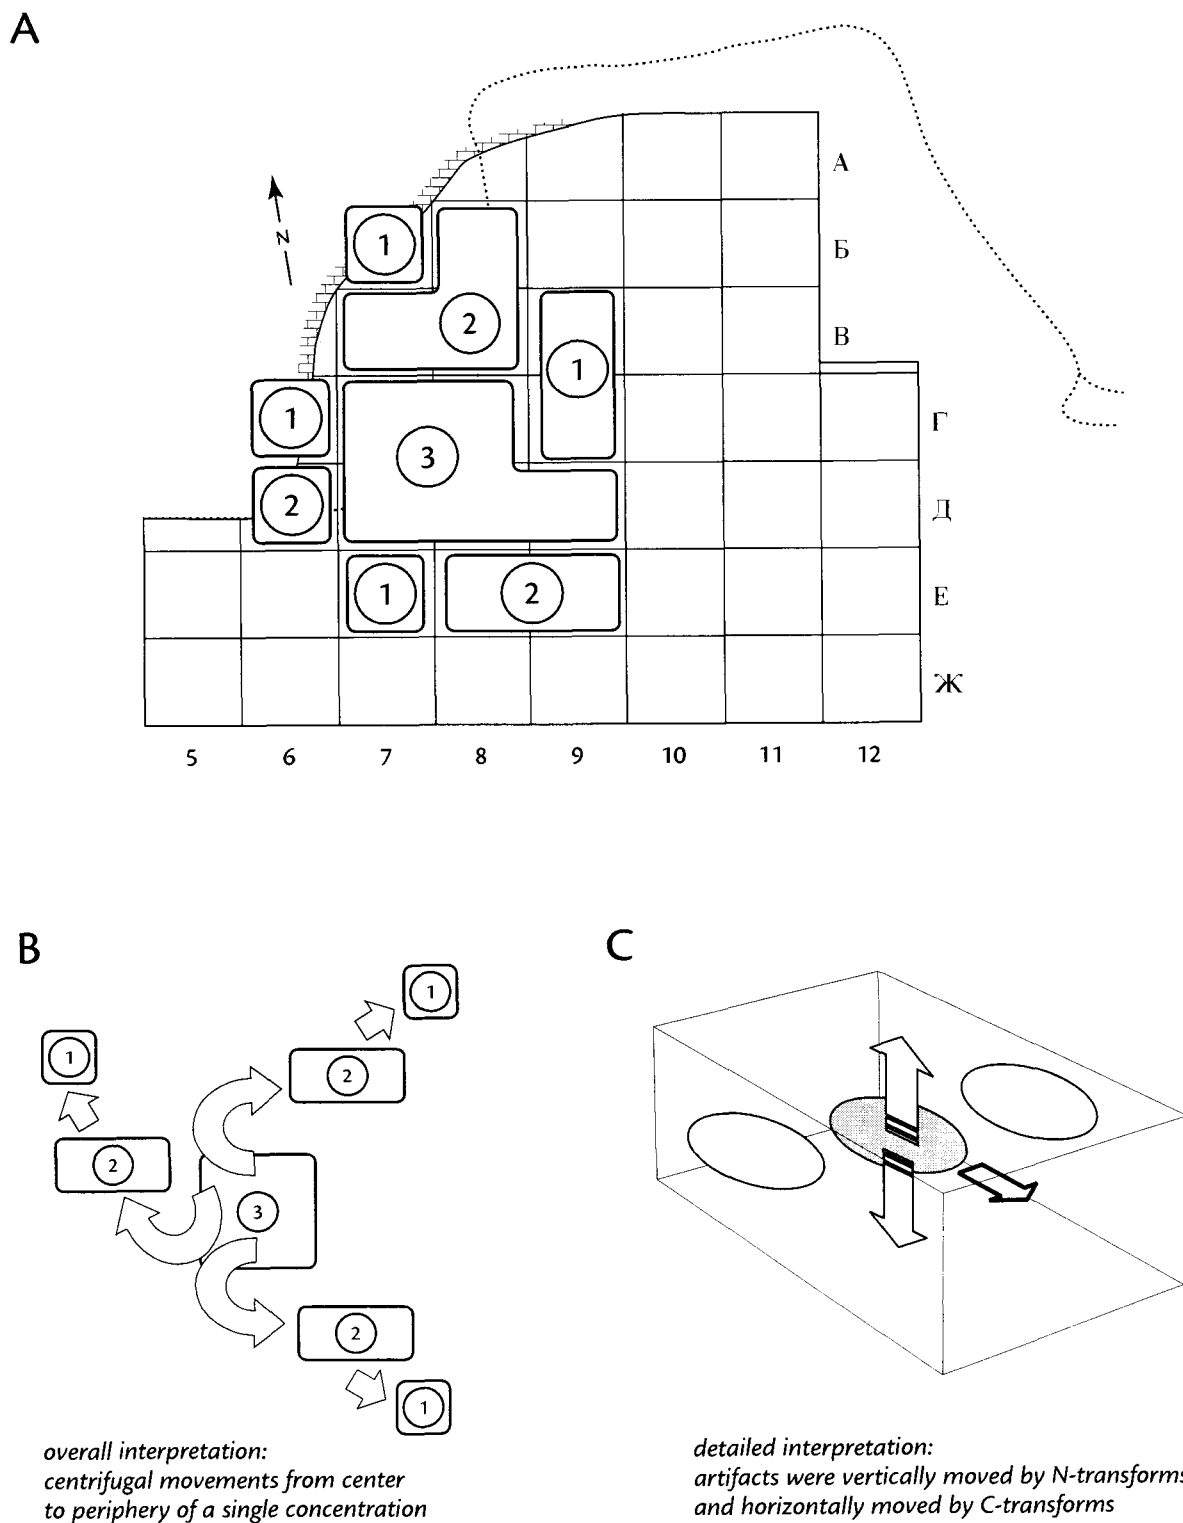 A
N
А
Б
В
Г
Д
Е
Ж
1
2
1
1
3
2
1
2
5 6 7 8 9 10 11 12
B
1
1
2
2
3
2
1
overall interpretation:
centrifugal movements from center
to periphery of a single concentration
C
detailed interpretation:
artifacts were vertically moved by N-transforms
and horizontally moved by C-transforms